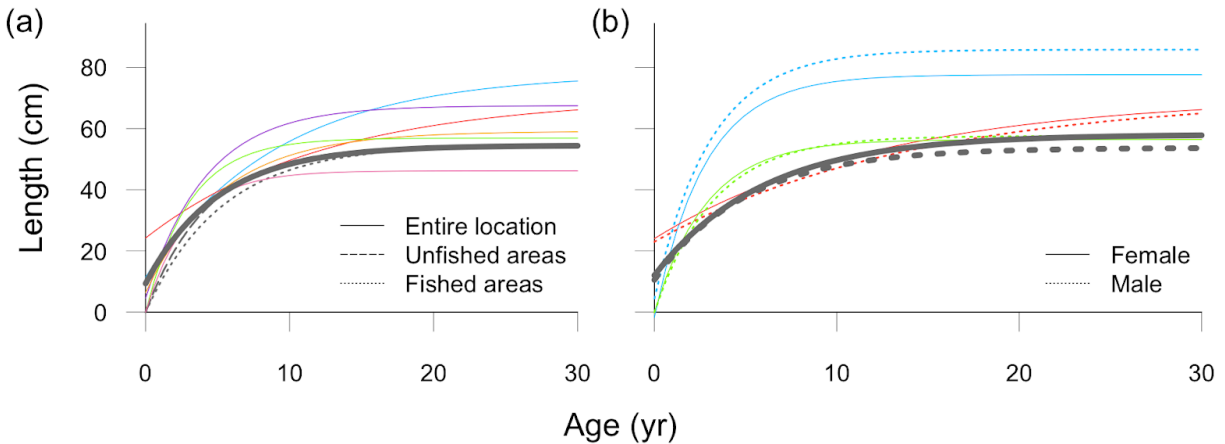 (a)
(b)
Length (cm)
80
60
40
20
0
Entire location
Unfished areas
Fished areas
Female
Male
0 10 20 30
0 10 20 30
Age (yr)